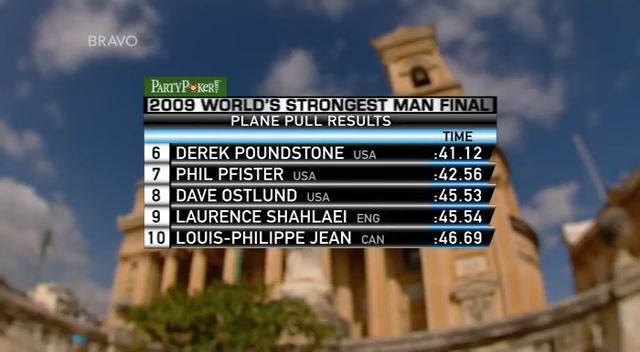 BRAVO
PARTYPOKER.com
2009 WORLD'S STRONGEST MAN FINAL
PLANE PULL RESULTS
TIME
6 DEREK POUNDSTONE USA :41.12
7 PHIL PFISTER USA :42.56
8 DAVE OSTLUND USA :45.53
9 LAURENCE SHAHLAEI ENG :45.54
10 LOUIS-PHILIPPE JEAN CAN :46.69